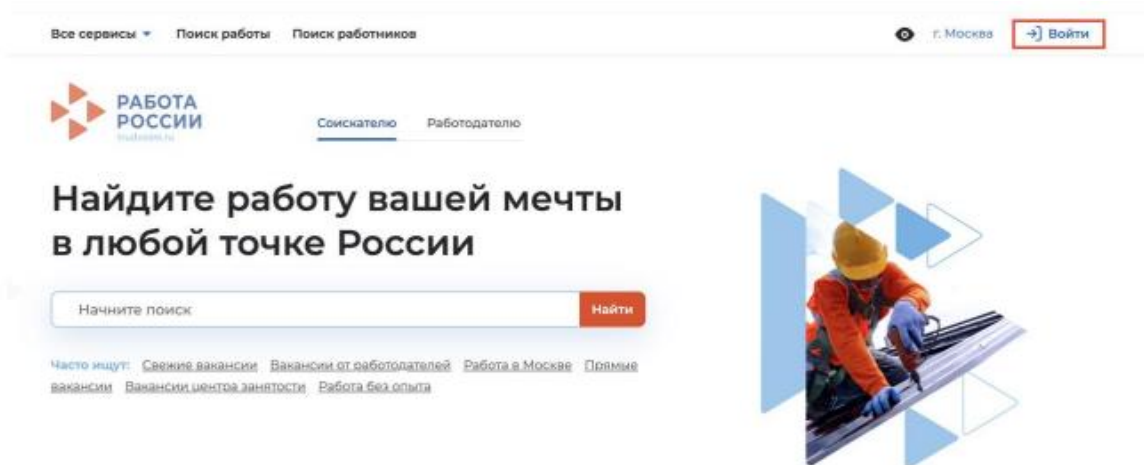 Все сервисы Поиск работы Поиск работников г. Москва Войти
РАБОТА
РОССИИ
trudvsem.ru
Соискателю Работодателю
Найдите работу вашей мечты
в любой точке России
Начните поиск Найти
Часто ищут: Свежие вакансии Вакансии от работодателей Работа в Москве Прямые
вакансии Вакансии центра занятости Работа без опыта